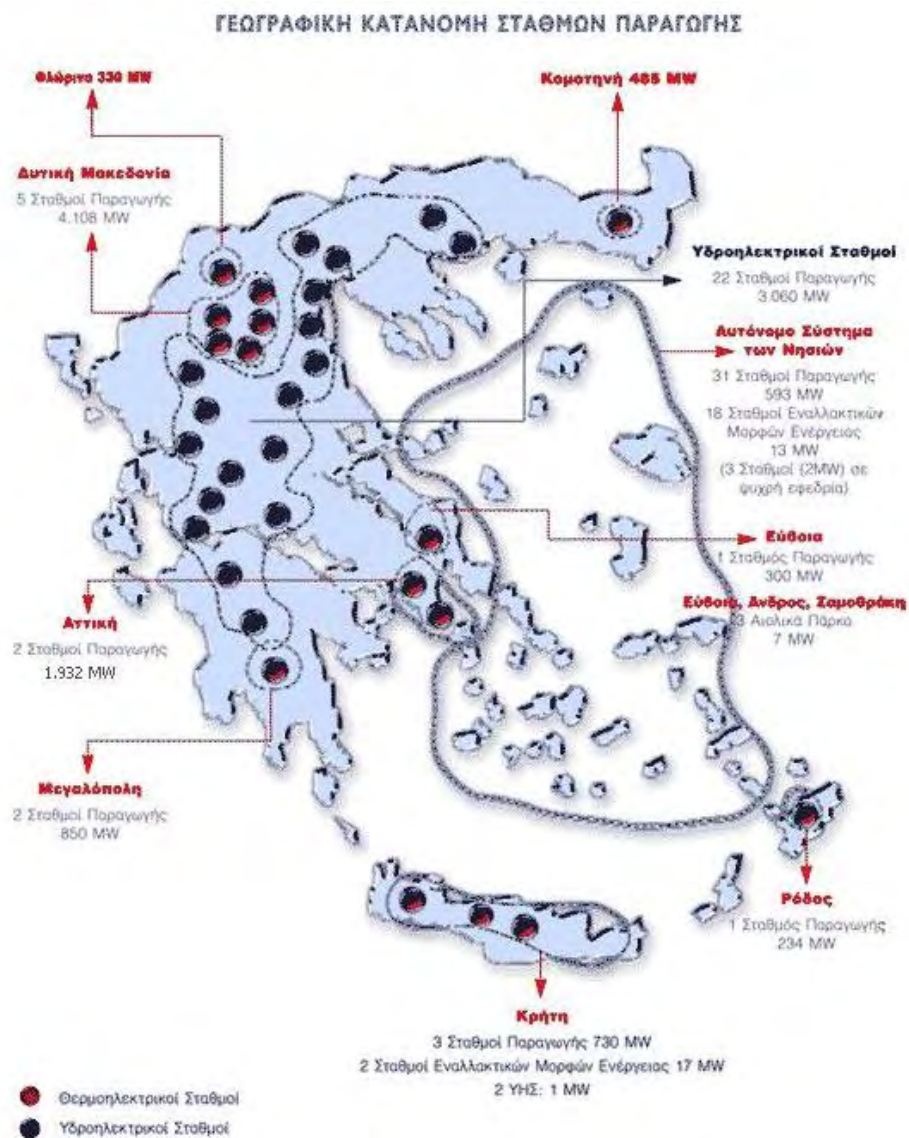 ΓΕΩΓΡΑΦΙΚΗ ΚΑΤΑΝΟΜΗ ΣΤΑΘΜΩΝ ΠΑΡΑΓΩΓΗΣ
Φλώρινα 330 MW
Κομοτηνή 485 MW
Δυτική Μακεδονία
5 Σταθμοί Παραγωγής
4.108 MW
Υδροηλεκτρικοί Σταθμοί
22 Σταθμοί Παραγωγής
3.060 MW
Αυτόνομο Σύστημα
των Νησιών
31 Σταθμοί Παραγωγής
593 MW
18 Σταθμοί Εναλλακτικών
Μορφών Ενέργειας
13 MW
(3 Σταθμοί (2MW) σε
ψυχρή εφεδρία)
Εύβοια
1 Σταθμός Παραγωγής
300 MW
Εύβοια, Ανδρος, Σαμοθράκη
3 Αιολικά Πάρκα
7 MW
Αττική
2 Σταθμοί Παραγωγής
1.932 MW
Μεγαλόπολη
2 Σταθμοί Παραγωγής
850 MW
Ρόδος
1 Σταθμός Παραγωγής
234 MW
Κρήτη
3 Σταθμοί Παραγωγής 730 MW
2 Σταθμοί Εναλλακτικών Μορφών Ενέργειας 17 MW
2 ΥΗΣ: 1 MW
Θερμοηλεκτρικοί Σταθμοί
Υδροηλεκτρικοί Σταθμοί